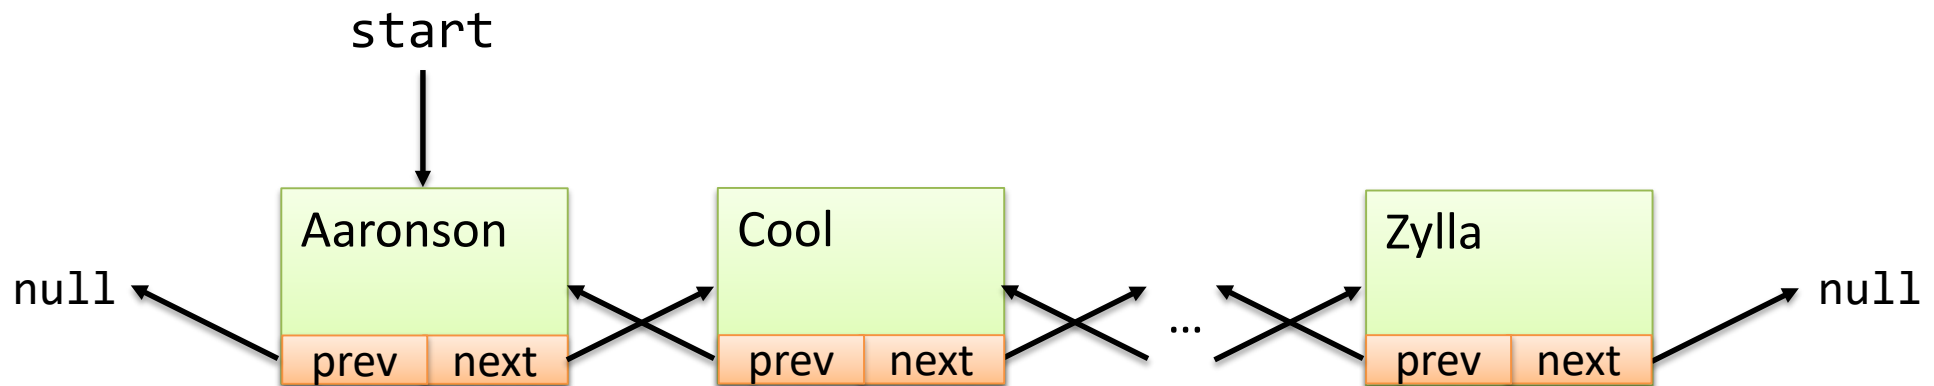 start
Aaronson
Cool
Zylla
null
null
...
prev next
prev next
prev next